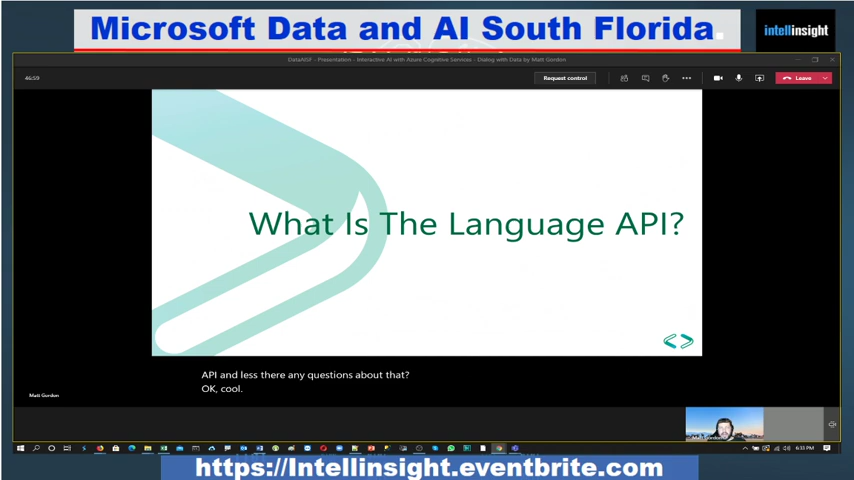 Microsoft Data and AI South Florida.
intellinsight
DataAISF - Presentation - Interactive AI with Azure Cognitive Services - Dialog with Data by Matt Gordon
46:59
Request control
Leave
What Is The Language API?
API and less there any questions about that?
OK, cool.
Matt Gordon
Matt Gordon
6:33 PM
https://Intellinsight.eventbrite.com